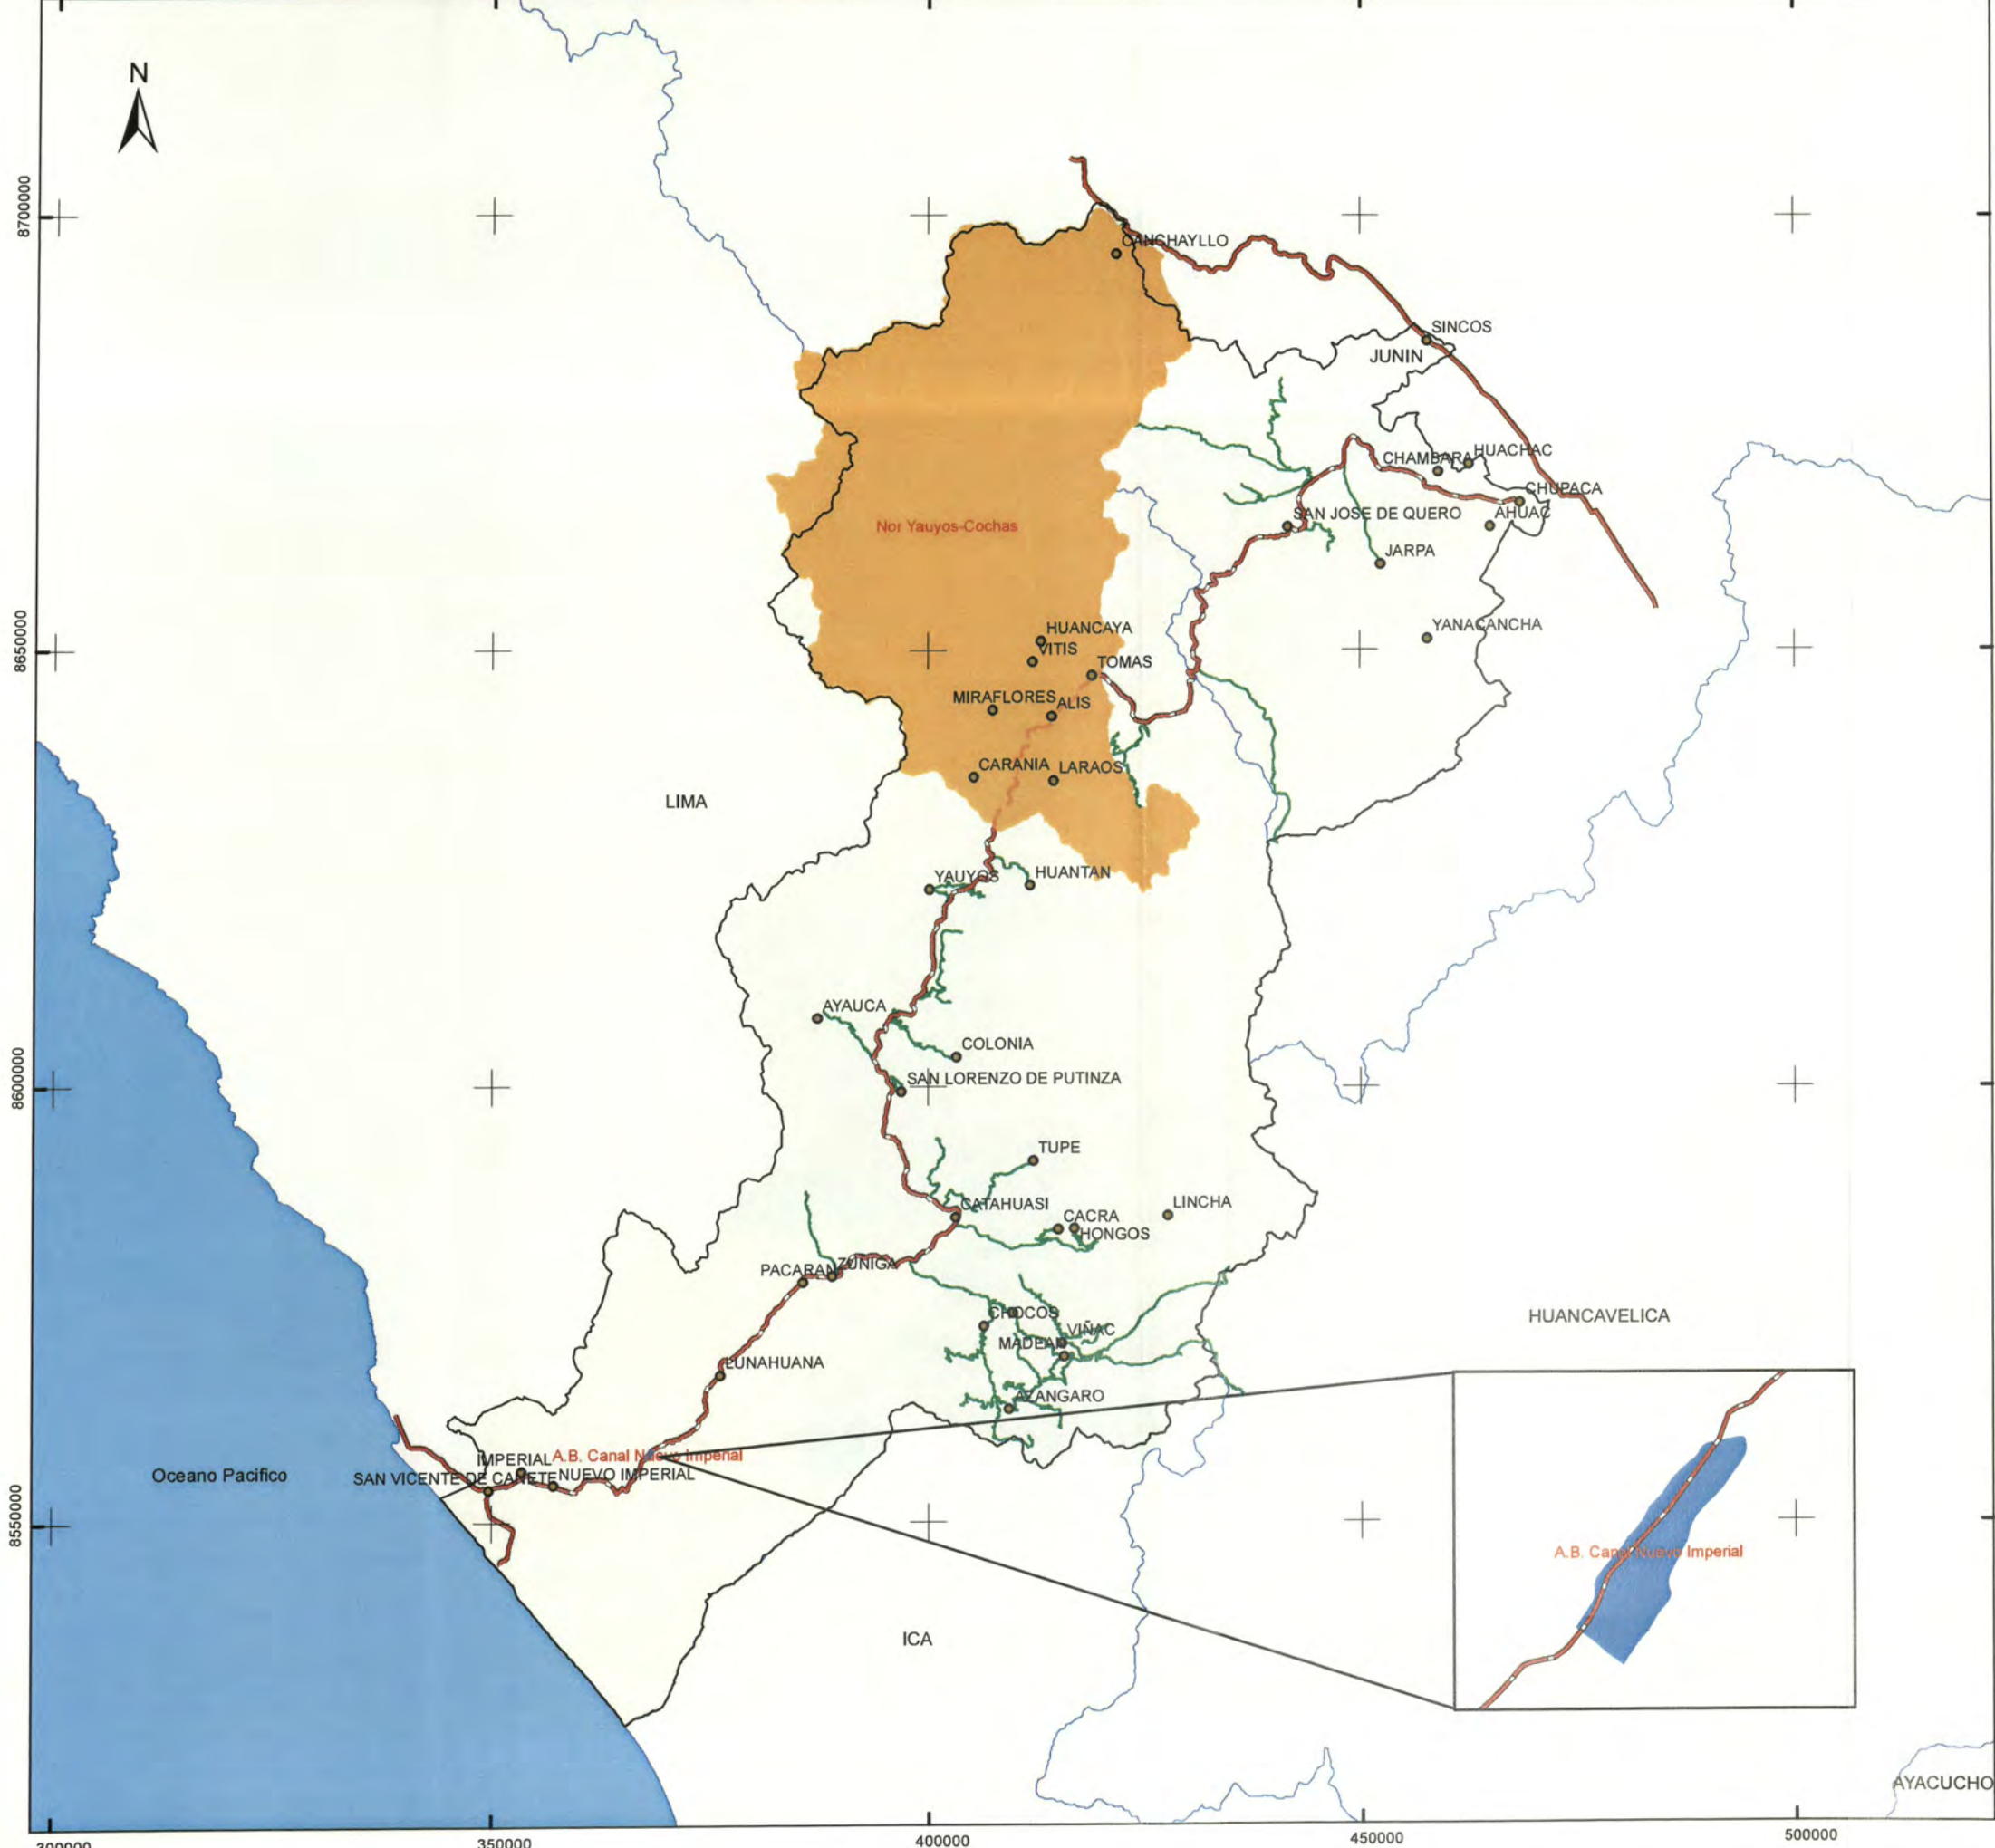 N
8700000
CANCHAYLLO
SINCOS
JUNIN
CHAMBARA
HUACHAC
CHUPACA
SAN JOSE DE QUERO
AHUAC
Nor Yauyos-Cochas
JARPA
8650000
HUANCAYA
YANACANCHA
VITIS
TOMAS
MIRAFLORES
ALIS
CARANIA
LARAOS
LIMA
YAUYOS
HUANTAN
AYAUCA
COLONIA
8600000
SAN LORENZO DE PUTINZA
TUPE
CATAHUASI
CACRA
LINCHA
HONGOS
PACARAN
ZUÑIGA
CHOCOS
VIÑAC
MADEAN
HUANCAVELICA
LUNAHUANA
AZANGARO
IMPERIAL
A.B. Canal Nuevo Imperial
Oceano Pacifico
SAN VICENTE DE CAÑETE
NUEVO IMPERIAL
8550000
A.B. Canal Nuevo Imperial
ICA
AYACUCHO
300000
350000
400000
450000
500000